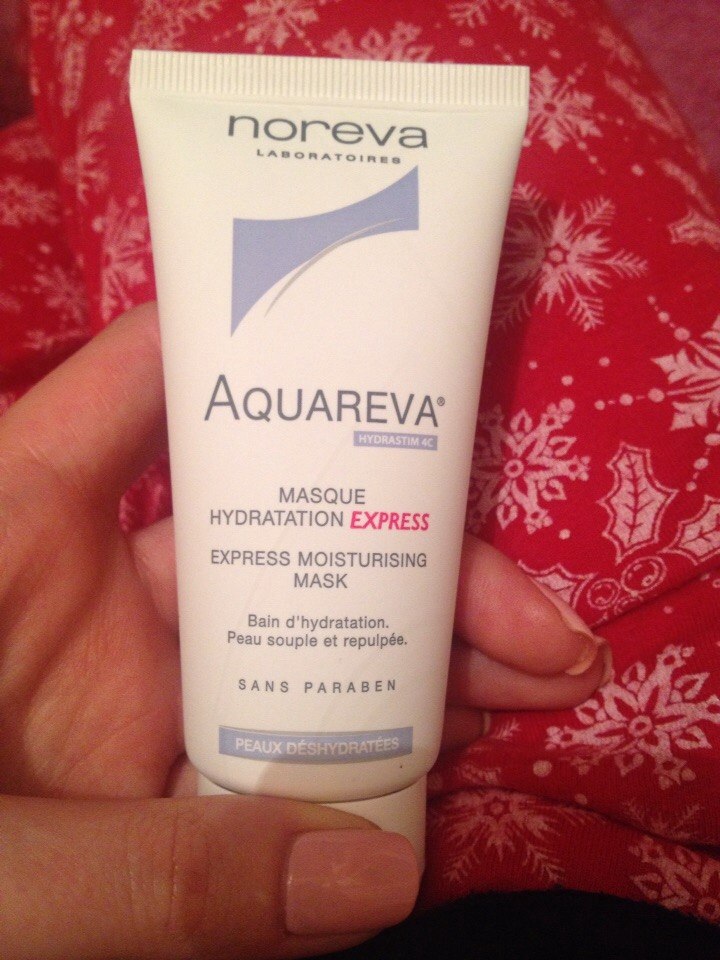 noreva
LABORATOIRES
AQUAREVA®
HYDRASTIM 4C
MASQUE
HYDRATATION EXPRESS
EXPRESS MOISTURISING
MASK
Bain d'hydratation.
Peau souple et repulpée.
SANS PARABEN
PEAUX DÉSHYDRATÉES